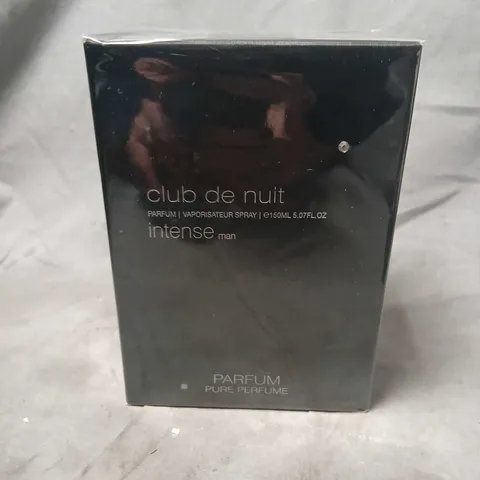 club de nuit
PARFUM | VAPORISATEUR SPRAY | ℮150ML 5.07FL.OZ
intense man
PARFUM
PURE PERFUME